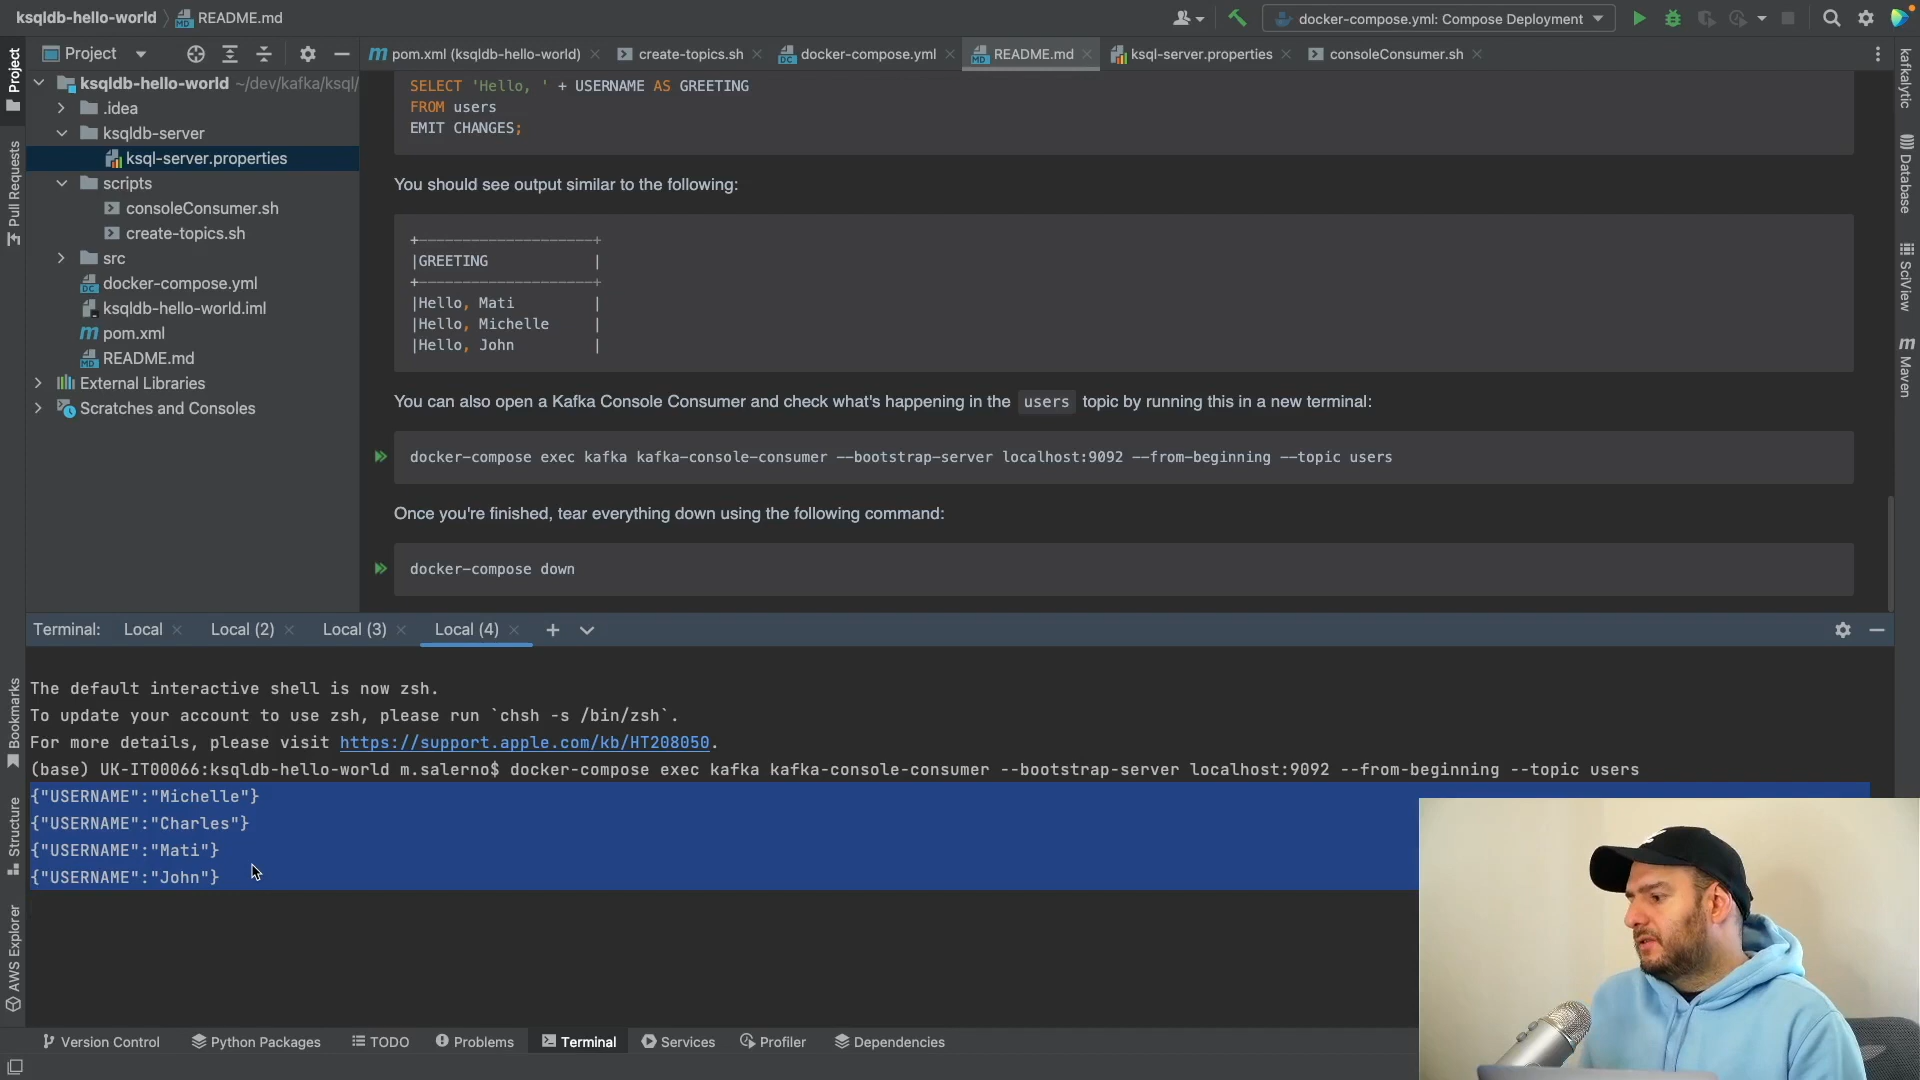 ksqldb-hello-world README.md docker-compose.yml: Compose Deployment
Project
pom.xml (ksqldb-hello-world) create-topics.sh docker-compose.yml README.md ksql-server.properties consoleConsumer.sh
ksqldb-hello-world ~/dev/kafka/ksql/
.idea
ksqldb-server
ksql-server.properties
scripts
consoleConsumer.sh
create-topics.sh
src
docker-compose.yml
ksqldb-hello-world.iml
pom.xml
README.md
External Libraries
Scratches and Consoles
SELECT 'Hello, ' + USERNAME AS GREETING
FROM users
EMIT CHANGES;
You should see output similar to the following:
+--------------------+
|GREETING |
+--------------------+
|Hello, Mati |
|Hello, Michelle |
|Hello, John |
You can also open a Kafka Console Consumer and check what's happening in the users topic by running this in a new terminal:
docker-compose exec kafka kafka-console-consumer --bootstrap-server localhost:9092 --from-beginning --topic users
Once you're finished, tear everything down using the following command:
docker-compose down
Terminal: Local Local (2) Local (3) Local (4)
The default interactive shell is now zsh.
To update your account to use zsh, please run `chsh -s /bin/zsh`.
For more details, please visit https://support.apple.com/kb/HT208050.
(base) UK-IT00066:ksqldb-hello-world m.salerno$ docker-compose exec kafka kafka-console-consumer --bootstrap-server localhost:9092 --from-beginning --topic users
{"USERNAME":"Michelle"}
{"USERNAME":"Charles"}
{"USERNAME":"Mati"}
{"USERNAME":"John"}
Version Control Python Packages TODO Problems Terminal Services Profiler Dependencies
Project
Pull Requests
Bookmarks
Structure
AWS Explorer
kafkalytic
Database
SciView
Maven